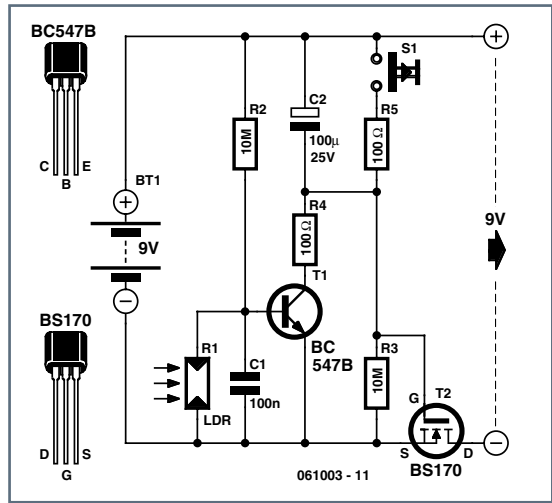 BC547B
C
B
E
BT1
+
9V
−
BS170
D
G
S
R2
10M
C2
100µ
25V
S1
R5
100 Ω
R4
100 Ω
T1
BC
547B
R1
LDR
C1
100n
R3
10M
T2
G
S
D
BS170
+
9V
−
061003 - 11